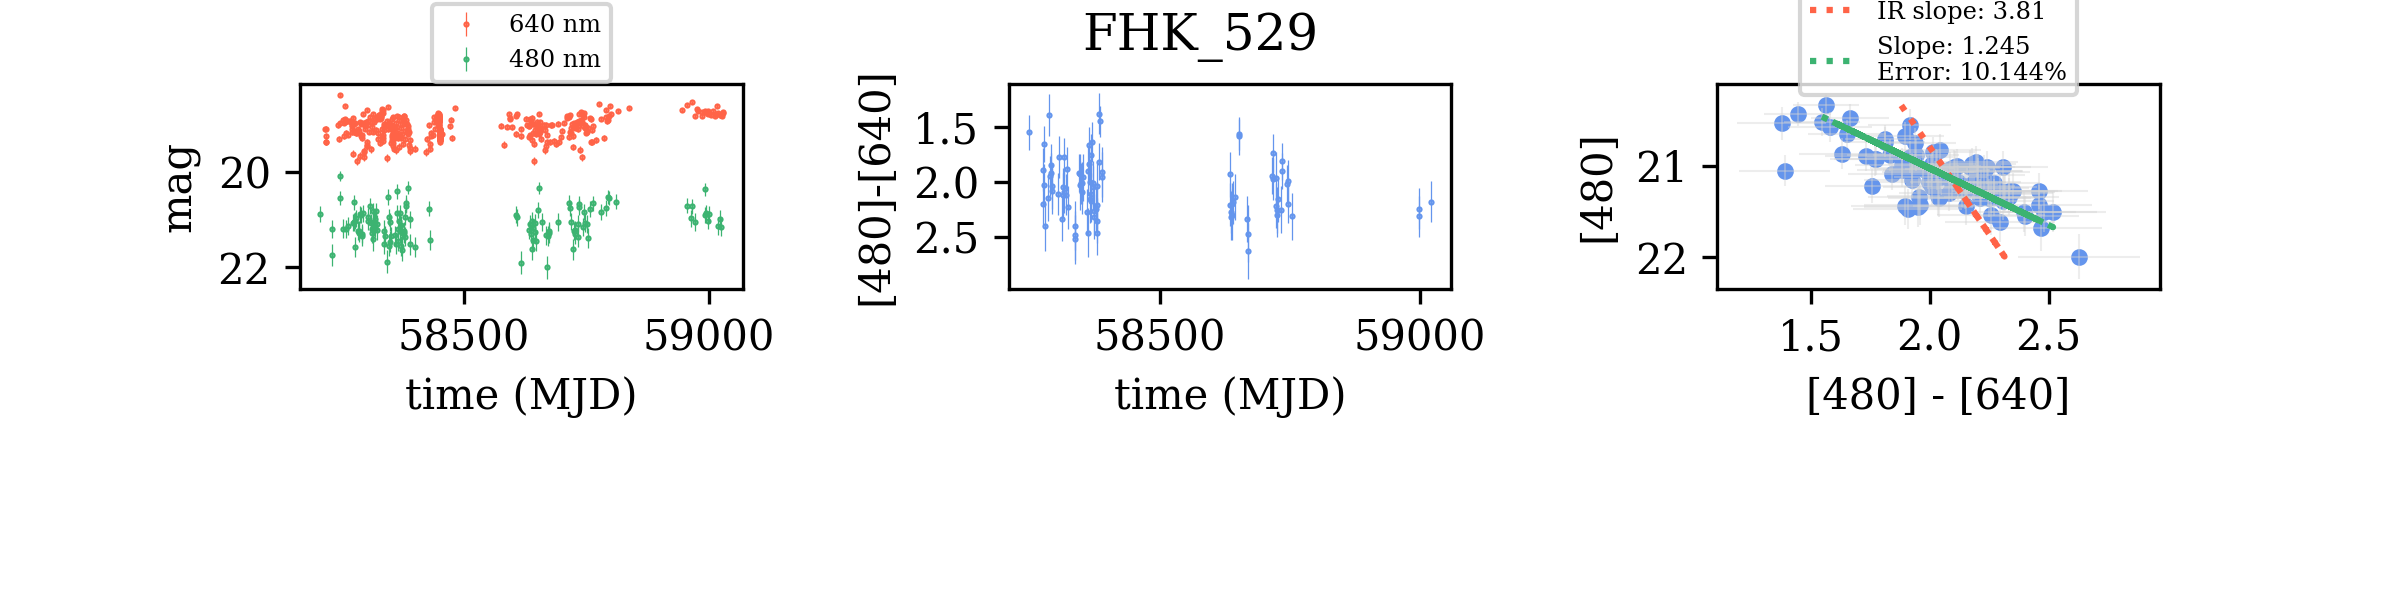 640 nm
480 nm
FHK_529
IR slope: 3.81
Slope: 1.245
Error: 10.144%
mag
20
22
58500
59000
time (MJD)
[480]-[640]
1.5
2.0
2.5
58500
59000
time (MJD)
[480]
21
22
1.5
2.0
2.5
[480] - [640]